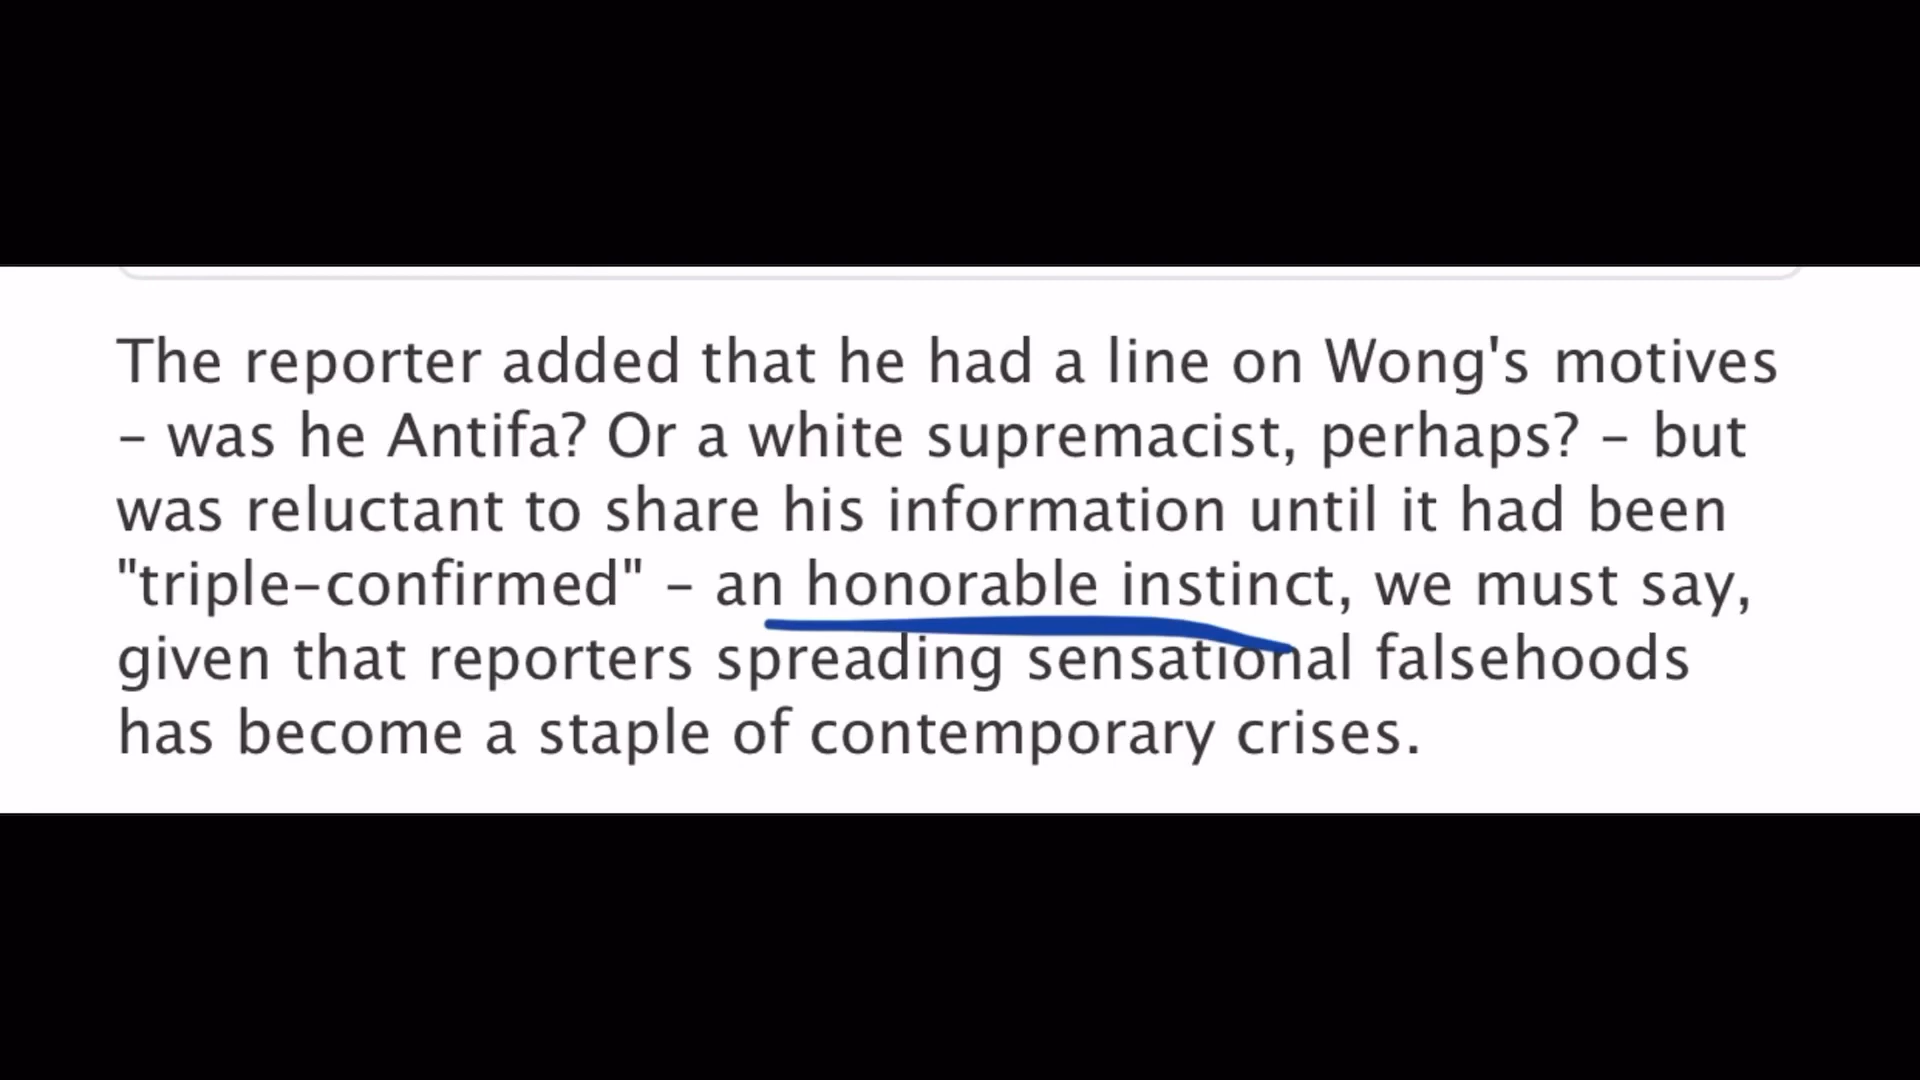 The reporter added that he had a line on Wong's motives
– was he Antifa? Or a white supremacist, perhaps? – but
was reluctant to share his information until it had been
"triple-confirmed" – an honorable instinct, we must say,
given that reporters spreading sensational falsehoods
has become a staple of contemporary crises.